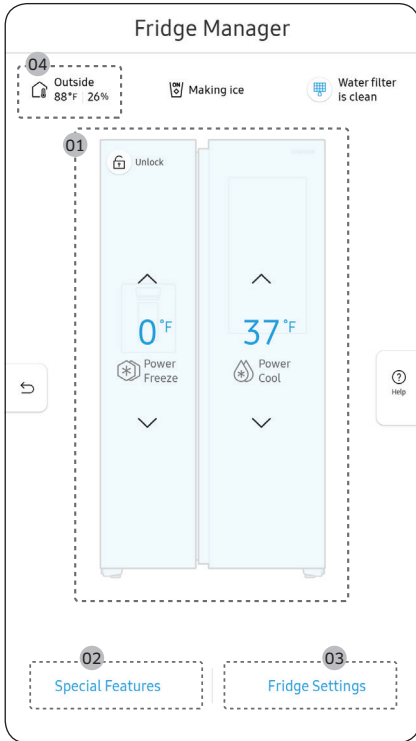 Fridge Manager
04
Outside
88°F 26%
ON
Making ice
Water filter
is clean
01
Unlock
0°F
37°F
Power
Freeze
Power
Cool
?
Help
02
03
Special Features
Fridge Settings